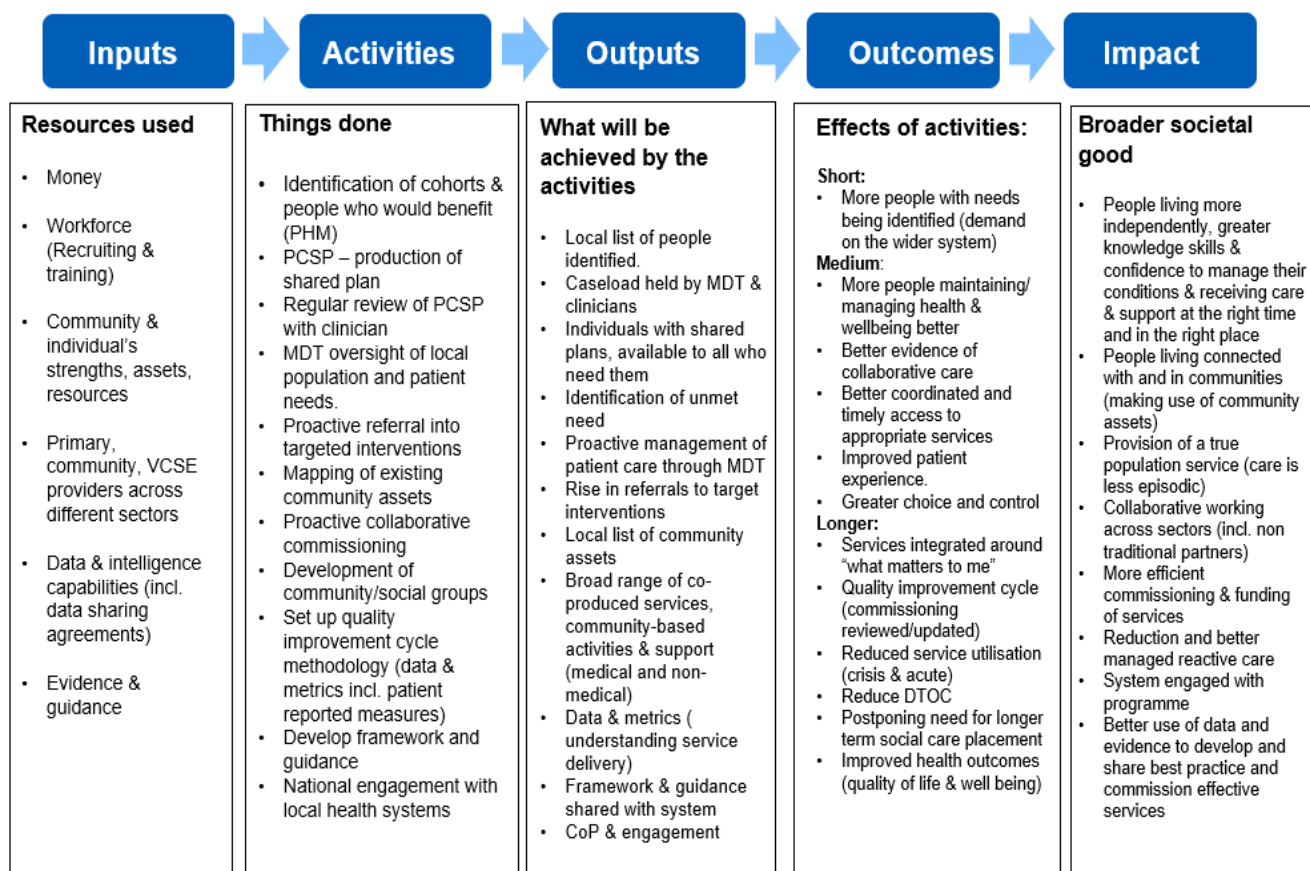 Inputs
Activities
Outputs
Outcomes
Impact
Resources used
• Money
• Workforce
(Recruiting &
training)
• Community &
individual's
strengths, assets,
resources
• Primary,
community, VCSE
providers across
different sectors
• Data & intelligence
capabilities (incl.
data sharing
agreements)
• Evidence &
guidance
Things done
• Identification of cohorts &
people who would benefit
(PHM)
• PCSP – production of
shared plan
• Regular review of PCSP
with clinician
• MDT oversight of local
population and patient
needs.
• Proactive referral into
targeted interventions
• Mapping of existing
community assets
• Proactive collaborative
commissioning
• Development of
community/social groups
• Set up quality
improvement cycle
methodology (data &
metrics incl. patient
reported measures)
• Develop framework and
guidance
• National engagement with
local health systems
What will be
achieved by the
activities
• Local list of people
identified.
• Caseload held by MDT &
clinicians
• Individuals with shared
plans, available to all who
need them
• Identification of unmet
need
• Proactive management of
patient care through MDT
• Rise in referrals to target
interventions
• Local list of community
assets
• Broad range of co-
produced services,
community-based
activities & support
(medical and non-
medical)
• Data & metrics (
understanding service
delivery)
• Framework & guidance
shared with system
• CoP & engagement
Effects of activities:
Short:
• More people with needs
being identified (demand
on the wider system)
Medium:
• More people maintaining/
managing health &
wellbeing better
• Better evidence of
collaborative care
• Better coordinated and
timely access to
appropriate services
• Improved patient
experience.
• Greater choice and control
Longer:
• Services integrated around
"what matters to me"
• Quality improvement cycle
(commissioning
reviewed/updated)
• Reduced service utilisation
(crisis & acute)
• Reduce DTOC
• Postponing need for longer
term social care placement
• Improved health outcomes
(quality of life & well being)
Broader societal
good
• People living more
independently, greater
knowledge skills &
confidence to manage their
conditions & receiving care
& support at the right time
and in the right place
• People living connected
with and in communities
(making use of community
assets)
• Provision of a true
population service (care is
less episodic)
• Collaborative working
across sectors (incl. non
traditional partners)
• More efficient
commissioning & funding
of services
• Reduction and better
managed reactive care
• System engaged with
programme
• Better use of data and
evidence to develop and
share best practice and
commission effective
services